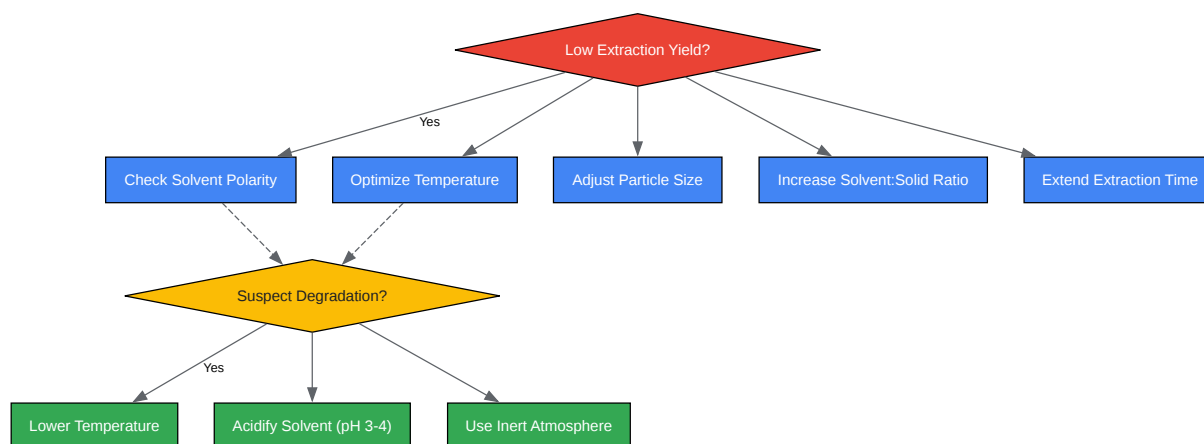 Low Extraction Yield?
Yes
Check Solvent Polarity
Optimize Temperature
Adjust Particle Size
Increase Solvent:Solid Ratio
Extend Extraction Time
Suspect Degradation?
Yes
Lower Temperature
Acidify Solvent (pH 3-4)
Use Inert Atmosphere